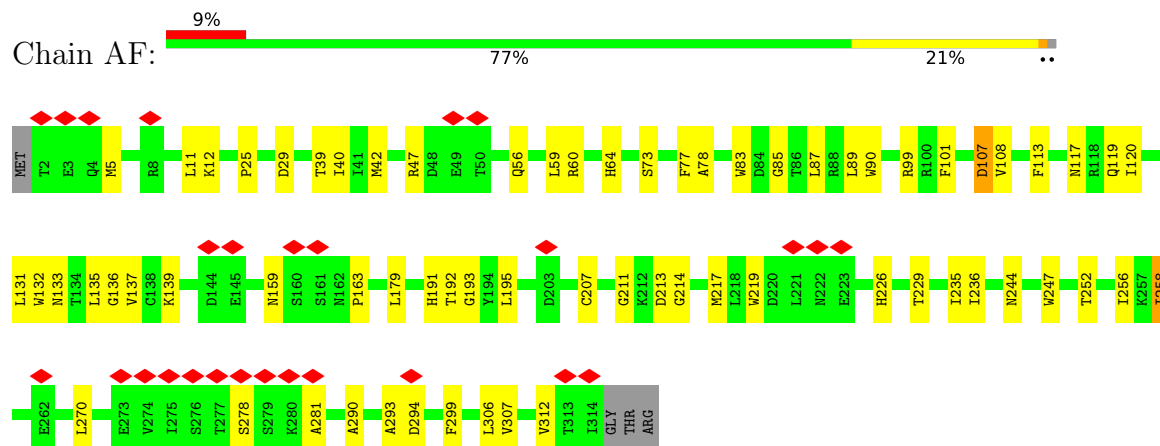 9%
Chain AF:
77% 21% ••
MET T2 E3 Q4 M5 R8 L11 K12 P25 D29 T39 I40 I41 M42 R47 D48 E49 T50 Q56 L59 R60 H64 S73 F77 A78 W83 D84 G85 T86 L87 R88 L89 W90 R99 R100 F101 D107 V108 F113 N117 R118 Q119 I120
L131 W132 N133 T134 L135 G136 V137 C138 K139 D144 E145 N159 S160 S161 N162 P163 L179 H191 T192 G193 Y194 L195 D203 C207 G211 K212 D213 G214 M217 L218 W219 D220 L221 N222 E223 H226 T229 I235 I236 N244 W247 T252 I256 K257
E262 L270 E273 V274 I275 S276 T277 S278 S279 K280 A281 A290 A293 D294 F299 L306 V307 V312 T313 I314 GLY THR ARG